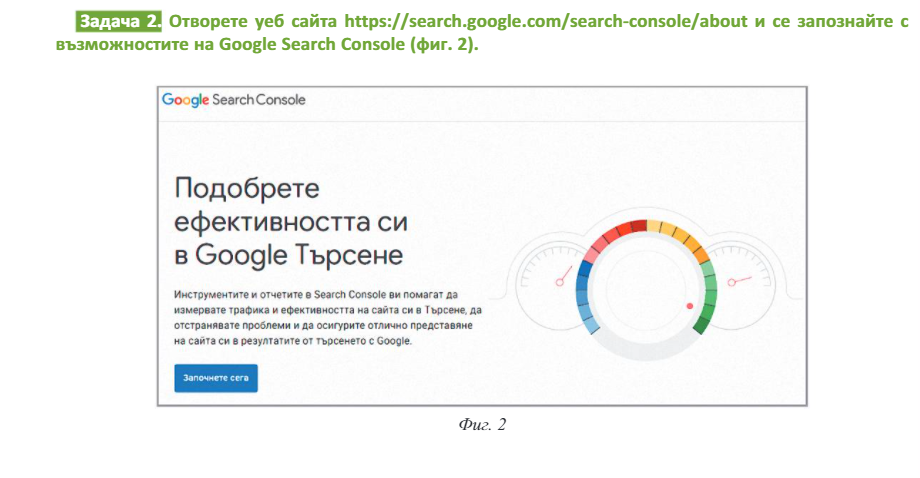 Задача 2. Отворете уеб сайта https://search.google.com/search-console/about и се запознайте с
възможностите на Google Search Console (фиг. 2).
Google Search Console
Подобрете
ефективността си
в Google Търсене
Инструментите и отчетите в Search Console ви помагат да
измервате трафика и ефективността на сайта си в Търсене, да
отстранявате проблеми и да осигурите отлично представяне
на сайта си в резултатите от търсенето с Google.
Започнете сега
Фиг. 2